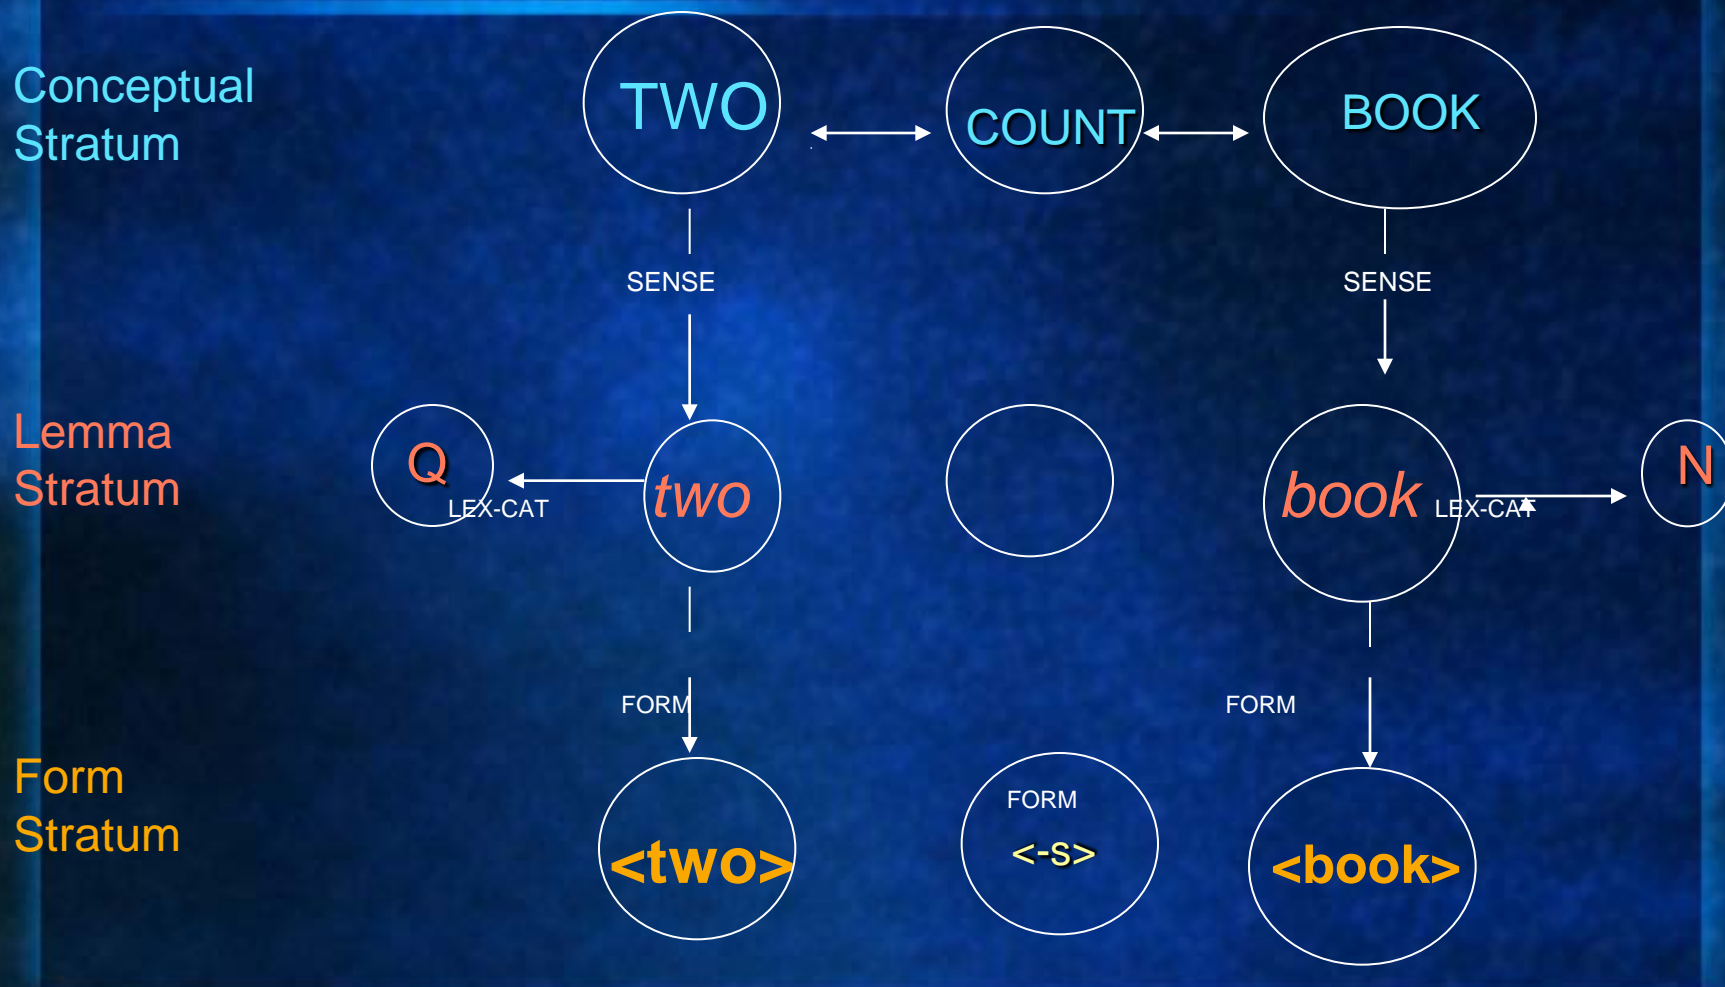 Conceptual
Stratum
TWO
COUNT
BOOK
SENSE
SENSE
Lemma
Stratum
Q
LEX-CAT
two
book
LEX-CAT
N
FORM
FORM
Form
Stratum
<two>
FORM
<-s>
<book>